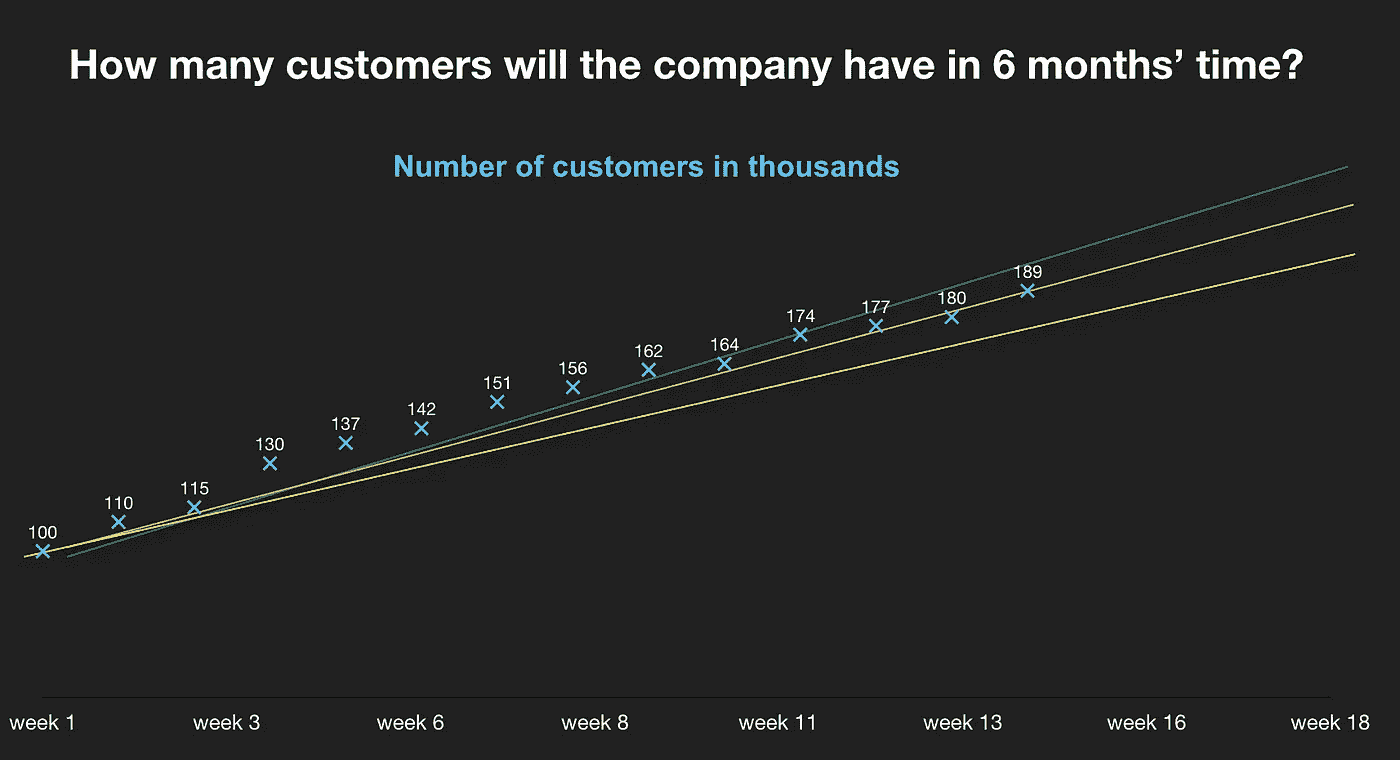 How many customers will the company have in 6 months’ time?
Number of customers in thousands
189
180
177
174
164
162
156
151
142
137
130
115
110
100
week 1
week 3
week 6
week 8
week 11
week 13
week 16
week 18